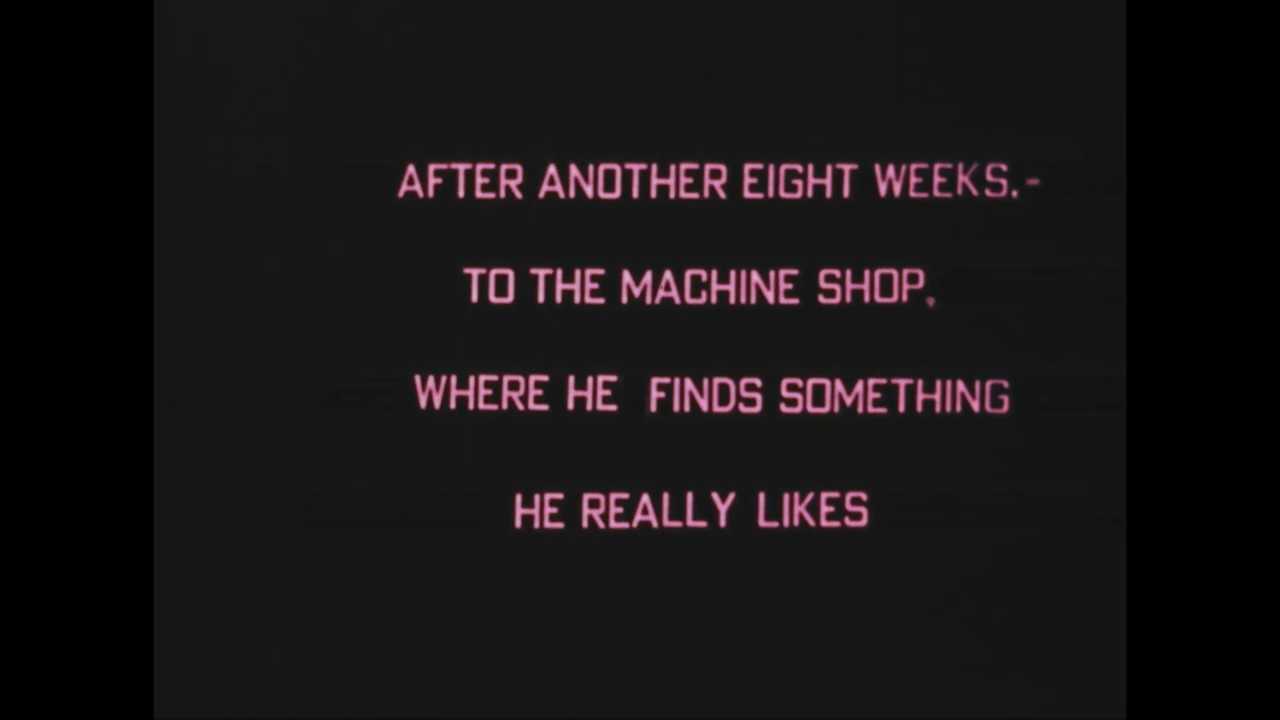 AFTER ANOTHER EIGHT WEEKS.-
TO THE MACHINE SHOP,
WHERE HE FINDS SOMETHING
HE REALLY LIKES